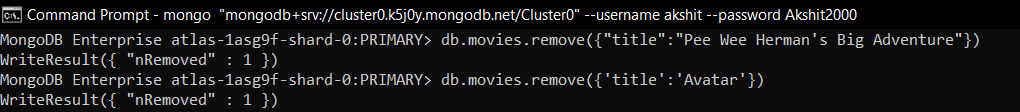 Command Prompt - mongo "mongodb+srv://cluster0.k5j0y.mongodb.net/Cluster0" --username akshit --password Akshit2000
MongoDB Enterprise atlas-1asg9f-shard-0:PRIMARY> db.movies.remove({"title":"Pee Wee Herman's Big Adventure"})
WriteResult({ "nRemoved" : 1 })
MongoDB Enterprise atlas-1asg9f-shard-0:PRIMARY> db.movies.remove({'title':'Avatar'})
WriteResult({ "nRemoved" : 1 })